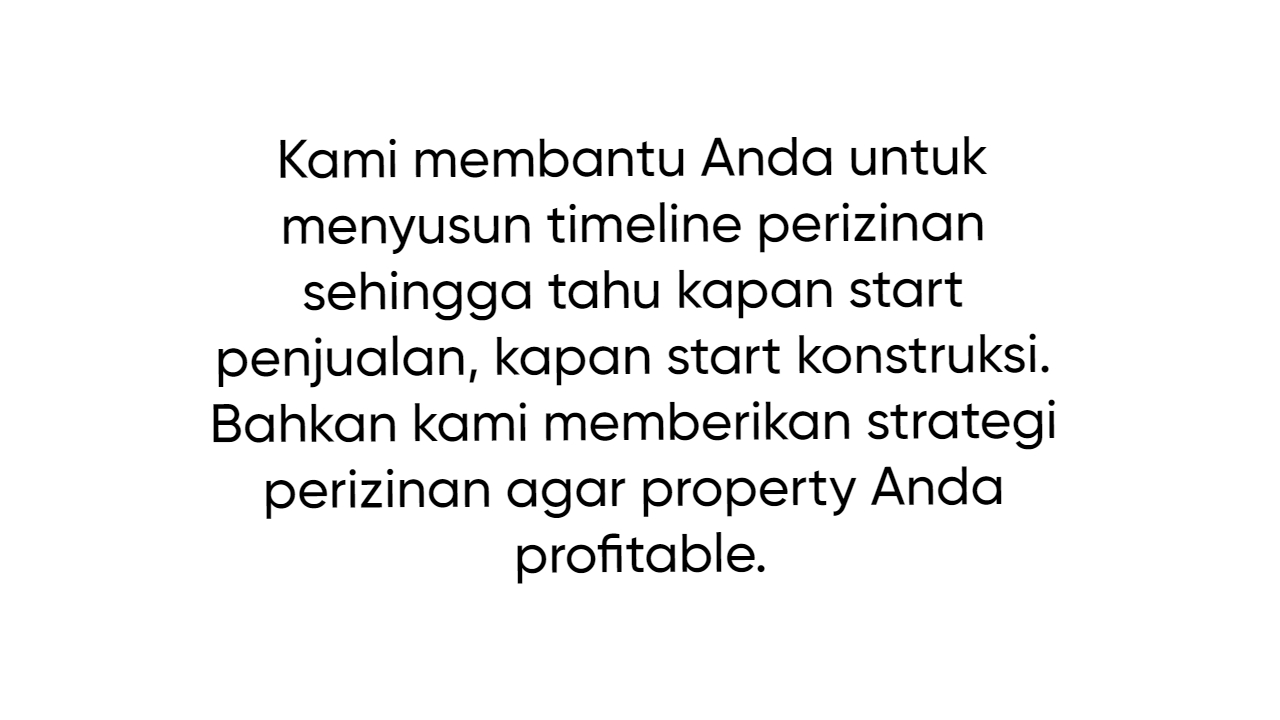 Kami membantu Anda untuk
menyusun timeline perizinan
sehingga tahu kapan start
penjualan, kapan start konstruksi.
Bahkan kami memberikan strategi
perizinan agar property Anda
profitable.